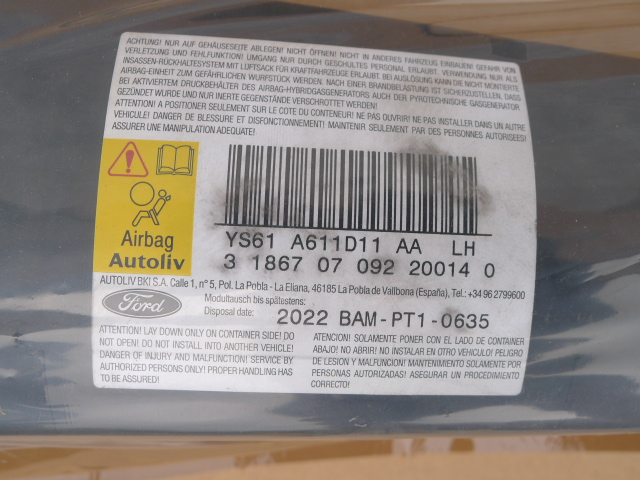 ACHTUNG! NUR AUF GEHÄUSESEITE ABLEGEN! NICHT ÖFFNEN! NICHT IN ANDERES FAHRZEUG EINBAUEN! GEFAHR DER
VERLETZUNG UND FEHLFUNKTION! UMGANG NUR DURCH GESCHULTES PERSONAL ERLAUBT. VERWENDUNG NUR ALS
INSASSEN-RÜCKHALTESYSTEM MIT LUFTSACK FÜR KRAFTFAHRZEUGE ERLAUBT. BEI AUSLÖSUNG KANN DIE NICHT MONTIERTE
AIRBAG-EINHEIT ZUM GEFÄHRLICHEN WURFSTÜCK WERDEN. NACH EINER BRANDBELASTUNG IST SICHERZUSTELLEN, DASS
BEI AKTIVIERTEM DRUCKBEHÄLTER DES AIRBAG-HYBRIDGASGENERATORS AUCH DER PYROTECHNISCHE GASGENERATOR
GEZÜNDET WURDE UND NUR INERTE GEGENSTÄNDE VERSCHROTTET WERDEN!
ATTENTION A POSITIONER SEULEMENT SUR LE COTE OU CONTENEUR! NE PAS OUVRIR! NE PAS L'INSTALLER DANS UN AUTRE
VEHICULE! DANGER DE BLESSURE ET DISFONCTIONEMENT! MAINTENIR SEULEMENT PAR DES PERSONNES AUTORISEES!
ASSURER UNE MANIPULATION ADEQUATE!
Airbag
Autoliv
YS61 A611D11 AA LH
3 1867 07 092 20014 0
AUTOLIV BKI S.A. Calle 1, n° 5, Pol. La Pobla - La Eliana, 46185 La Pobla de Vallbona (España), Tel.: +34 96 2799600
Ford
Modultausch bis spätestens:
Disposal date: 2022 BAM-PT1-0635
ATTENTION! LAY DOWN ONLY ON CONTAINER SIDE! DO
NOT OPEN! DO NOT INSTALL INTO ANOTHER VEHICLE!
DANGER OF INJURY AND MALFUNCTION! SERVICE BY
AUTHORIZED PERSONS ONLY! PROPER HANDLING HAS
TO BE ASSURED!
ATENCION! SOLAMENTE PONER CON EL LADO DE CONTAINER
ABAJO! NO ABRIR! NO INSTALAR EN OTRO VEHICULO! PELIGRO
DE LESION Y MALFUNCION! MANTENIMIENTO SOLAMENTE POR
PERSONAS AUTORIZADAS! ASEGURAR UN PROCEDIMIENTO
CORRECTO!